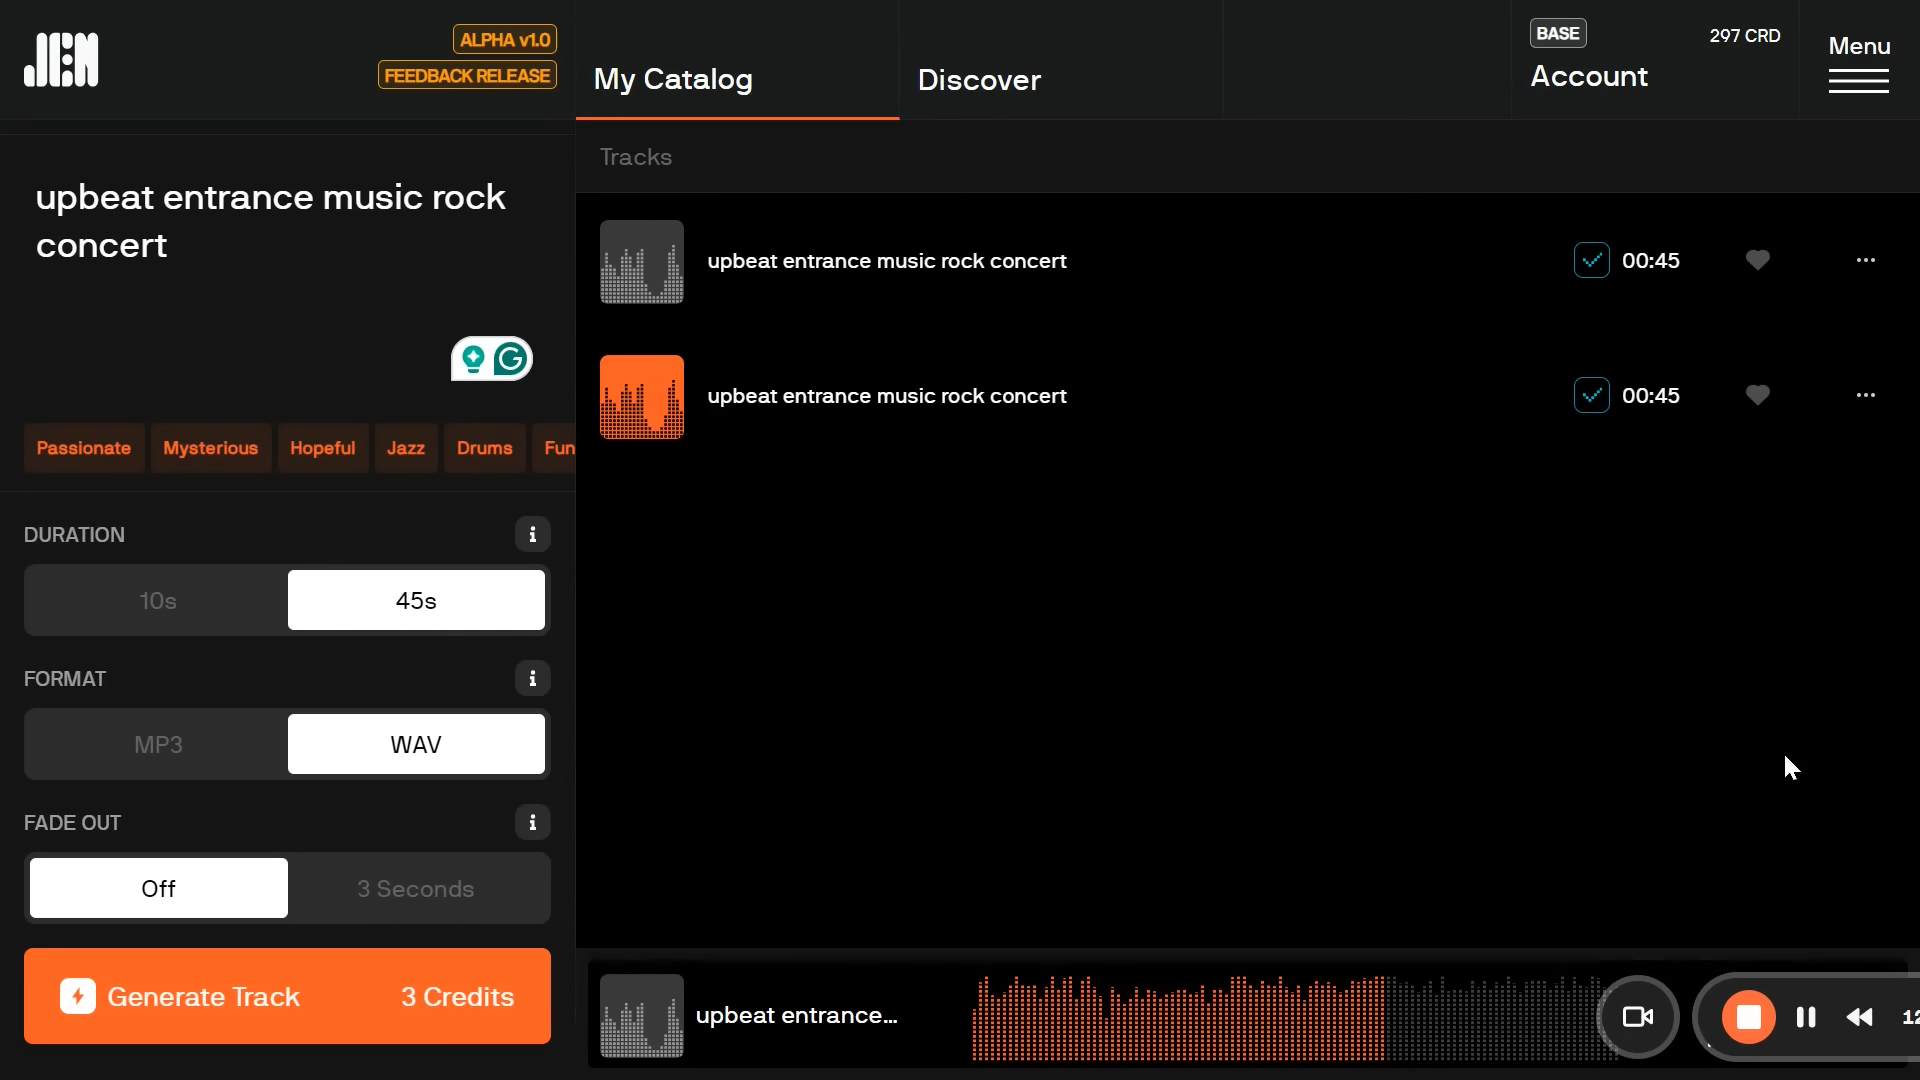 JEN
ALPHA v1.0
FEEDBACK RELEASE
My Catalog
Discover
BASE
297 CRD
Account
Menu
upbeat entrance music rock
concert
Passionate
Mysterious
Hopeful
Jazz
Drums
Fun
DURATION
10s
45s
FORMAT
MP3
WAV
FADE OUT
Off
3 Seconds
Generate Track
3 Credits
Tracks
upbeat entrance music rock concert
00:45
upbeat entrance music rock concert
00:45
upbeat entrance...